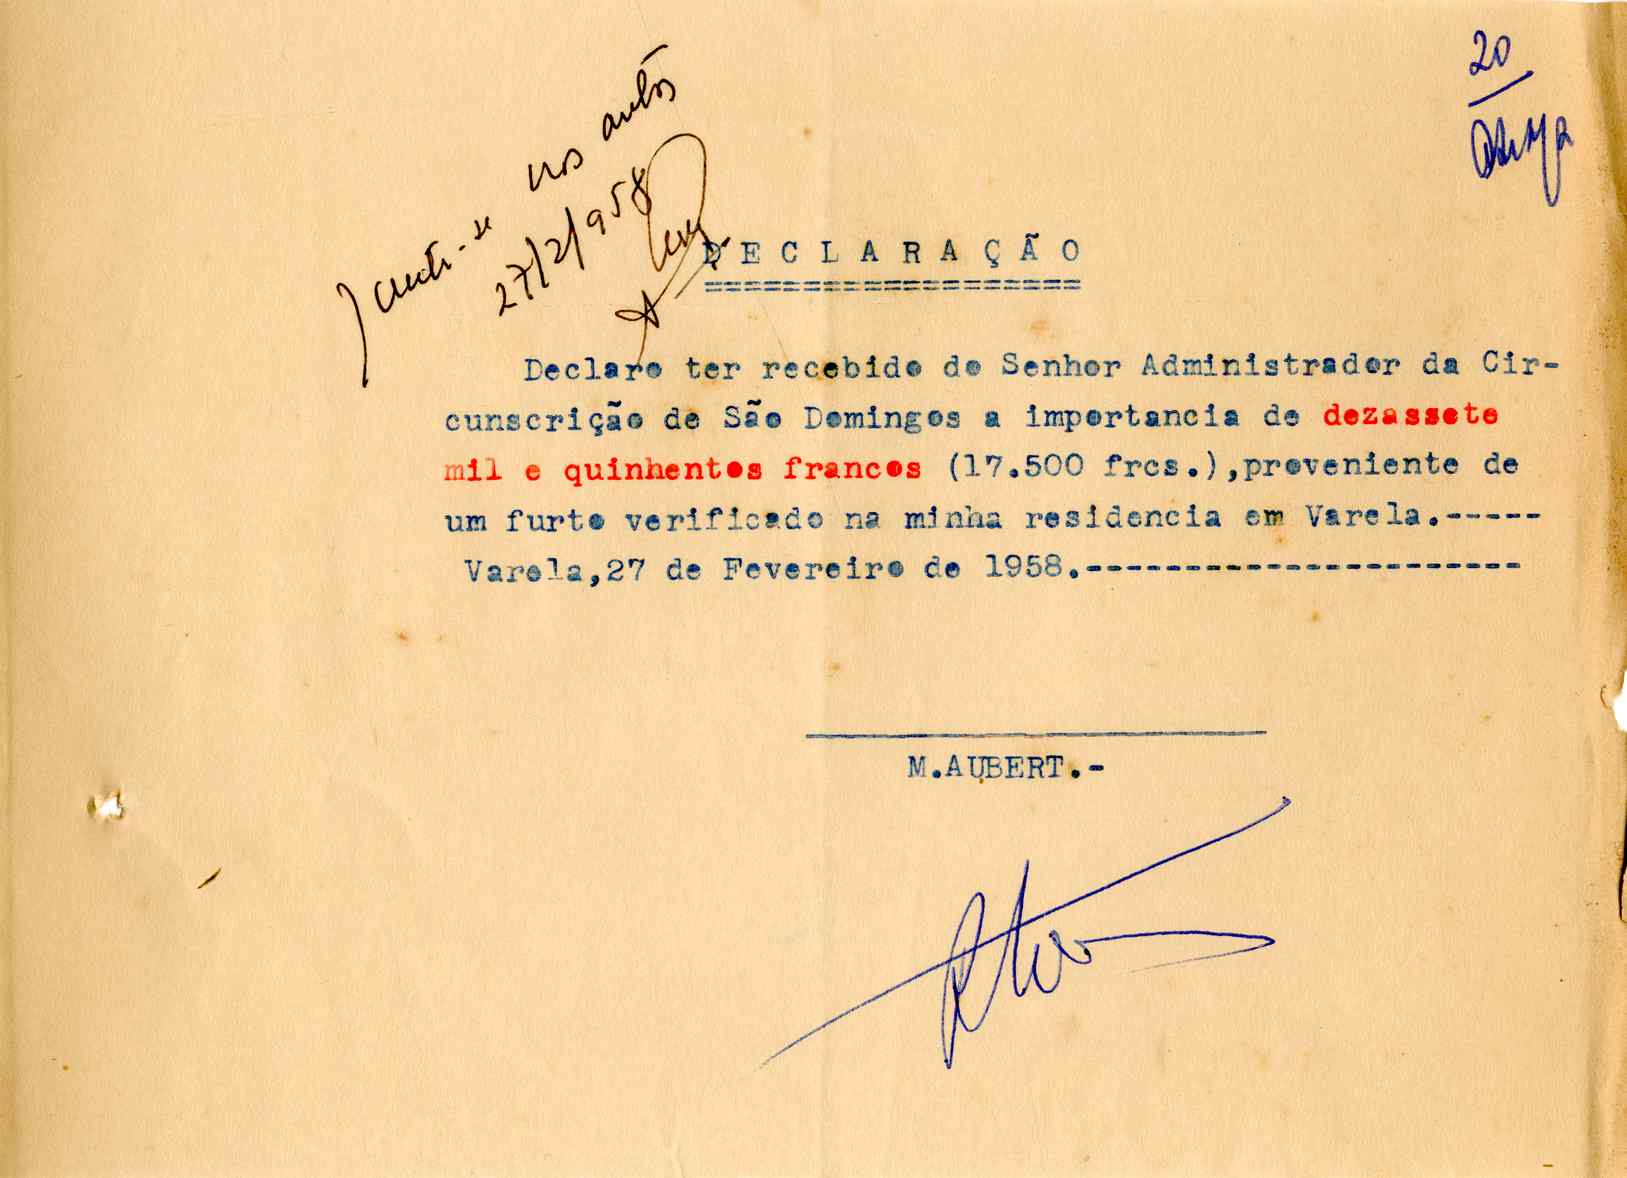 20
Junte-se nos autos
27/2/958
DECLARAÇÃO
===================
Declaro ter recebido do Senhor Administrador da Cir-
cunscrição de São Domingos a importancia de dezassete
mil e quinhentos francos (17.500 frcs.),proveniente de
um furto verificado na minha residencia em Varela.-----
Varela,27 de Fevereiro de 1958.----------------------
M.AUBERT.-